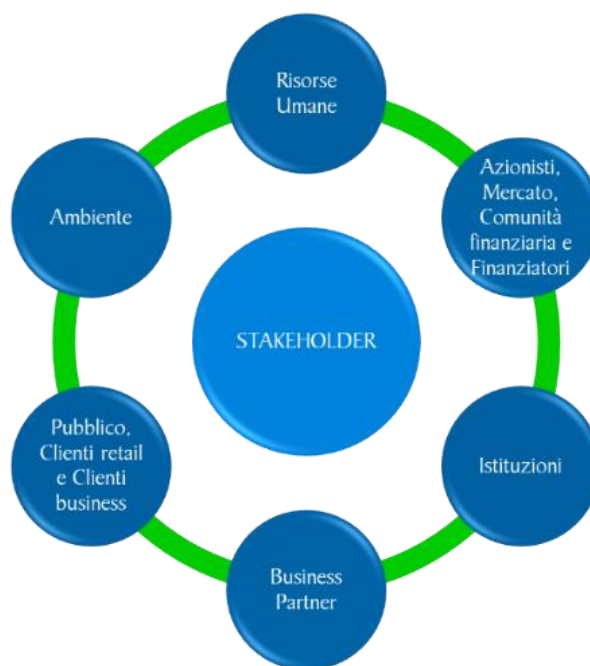 Risorse
Umane
Azionisti,
Mercato,
Comunità
finanziaria e
Finanziatori
Ambiente
STAKEHOLDER
Pubblico,
Clienti retail
e Clienti
business
Istituzioni
Business
Partner